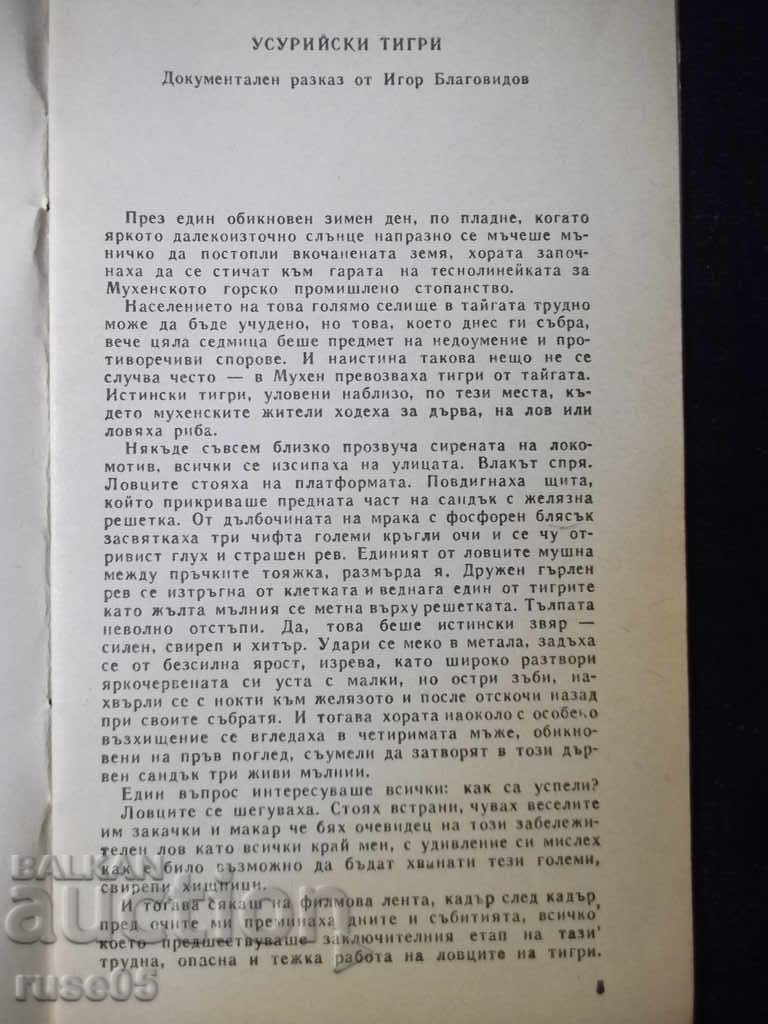 УСУРИЙСКИ ТИГРИ
Документален разказ от Игор Благовидов
През един обикновен зимен ден, по пладне, когато
яркото далекоизточно слънце напразно се мъчеше мъ-
ничко да постопли вкочанената земя, хората започ-
наха да се стичат към гарата на теснолинейката за
Мухенското горско промишлено стопанство.
Населението на това голямо селище в тайгата трудно
може да бъде учудено, но това, което днес ги събра,
вече цяла седмица беше предмет на недоумение и про-
тиворечиви спорове. И наистина такова нещо не се
случва често — в Мухен превозваха тигри от тайгата.
Истински тигри, уловени наблизо, по тези места, къ-
дето мухенските жители ходеха за дърва, на лов или
ловяха риба.
Някъде съвсем близко прозвуча сирената на локо-
мотив, всички се изсипаха на улицата. Влакът спря.
Ловците стояха на платформата. Повдигнаха щита,
който прикриваше предната част на сандък с желязна
решетка. От дълбочината на мрака с фосфорен блясък
засвяткаха три чифта големи кръгли очи и се чу от-
ривист глух и страшен рев. Единият от ловците мушна
между пръчките тояжка, размърда я. Дружен гърлен
рев се изтръгна от клетката и веднага един от тигрите
като жълта мълния се метна върху решетката. Тълпата
неволно отстъпи. Да, това беше истински звяр —
силен, свиреп и хитър. Удари се меко в метала, задъха
се от безсилна ярост, изрева, като широко разтвори
яркочервената си уста с малки, но остри зъби, на-
хвърли се с нокти към желязото и после отскочи назад
при своите събратя. И тогава хората наоколо с особено
възхищение се вгледаха в четиримата мъже, обикно-
вени на пръв поглед, съумели да затворят в този дър-
вен сандък три живи мълнии.
Един въпрос интересуваше всички: как са успели?
Ловците се шегуваха. Стоях встрани, чувах веселите
им закачки и макар че бях очевидец на този забележи-
телен лов като всички край мен, с удивление си мислех
как е било възможно да бъдат хванати тези големи,
свирепи хищници.
И тогава сякаш на филмова лента, кадър след кадър,
пред очите ми преминаха дните и събитията, всичко
което предшествуваше заключителния етап на тази
трудна, опасна и тежка работа на ловците на тигри.
BALKAN
auction
ruse05